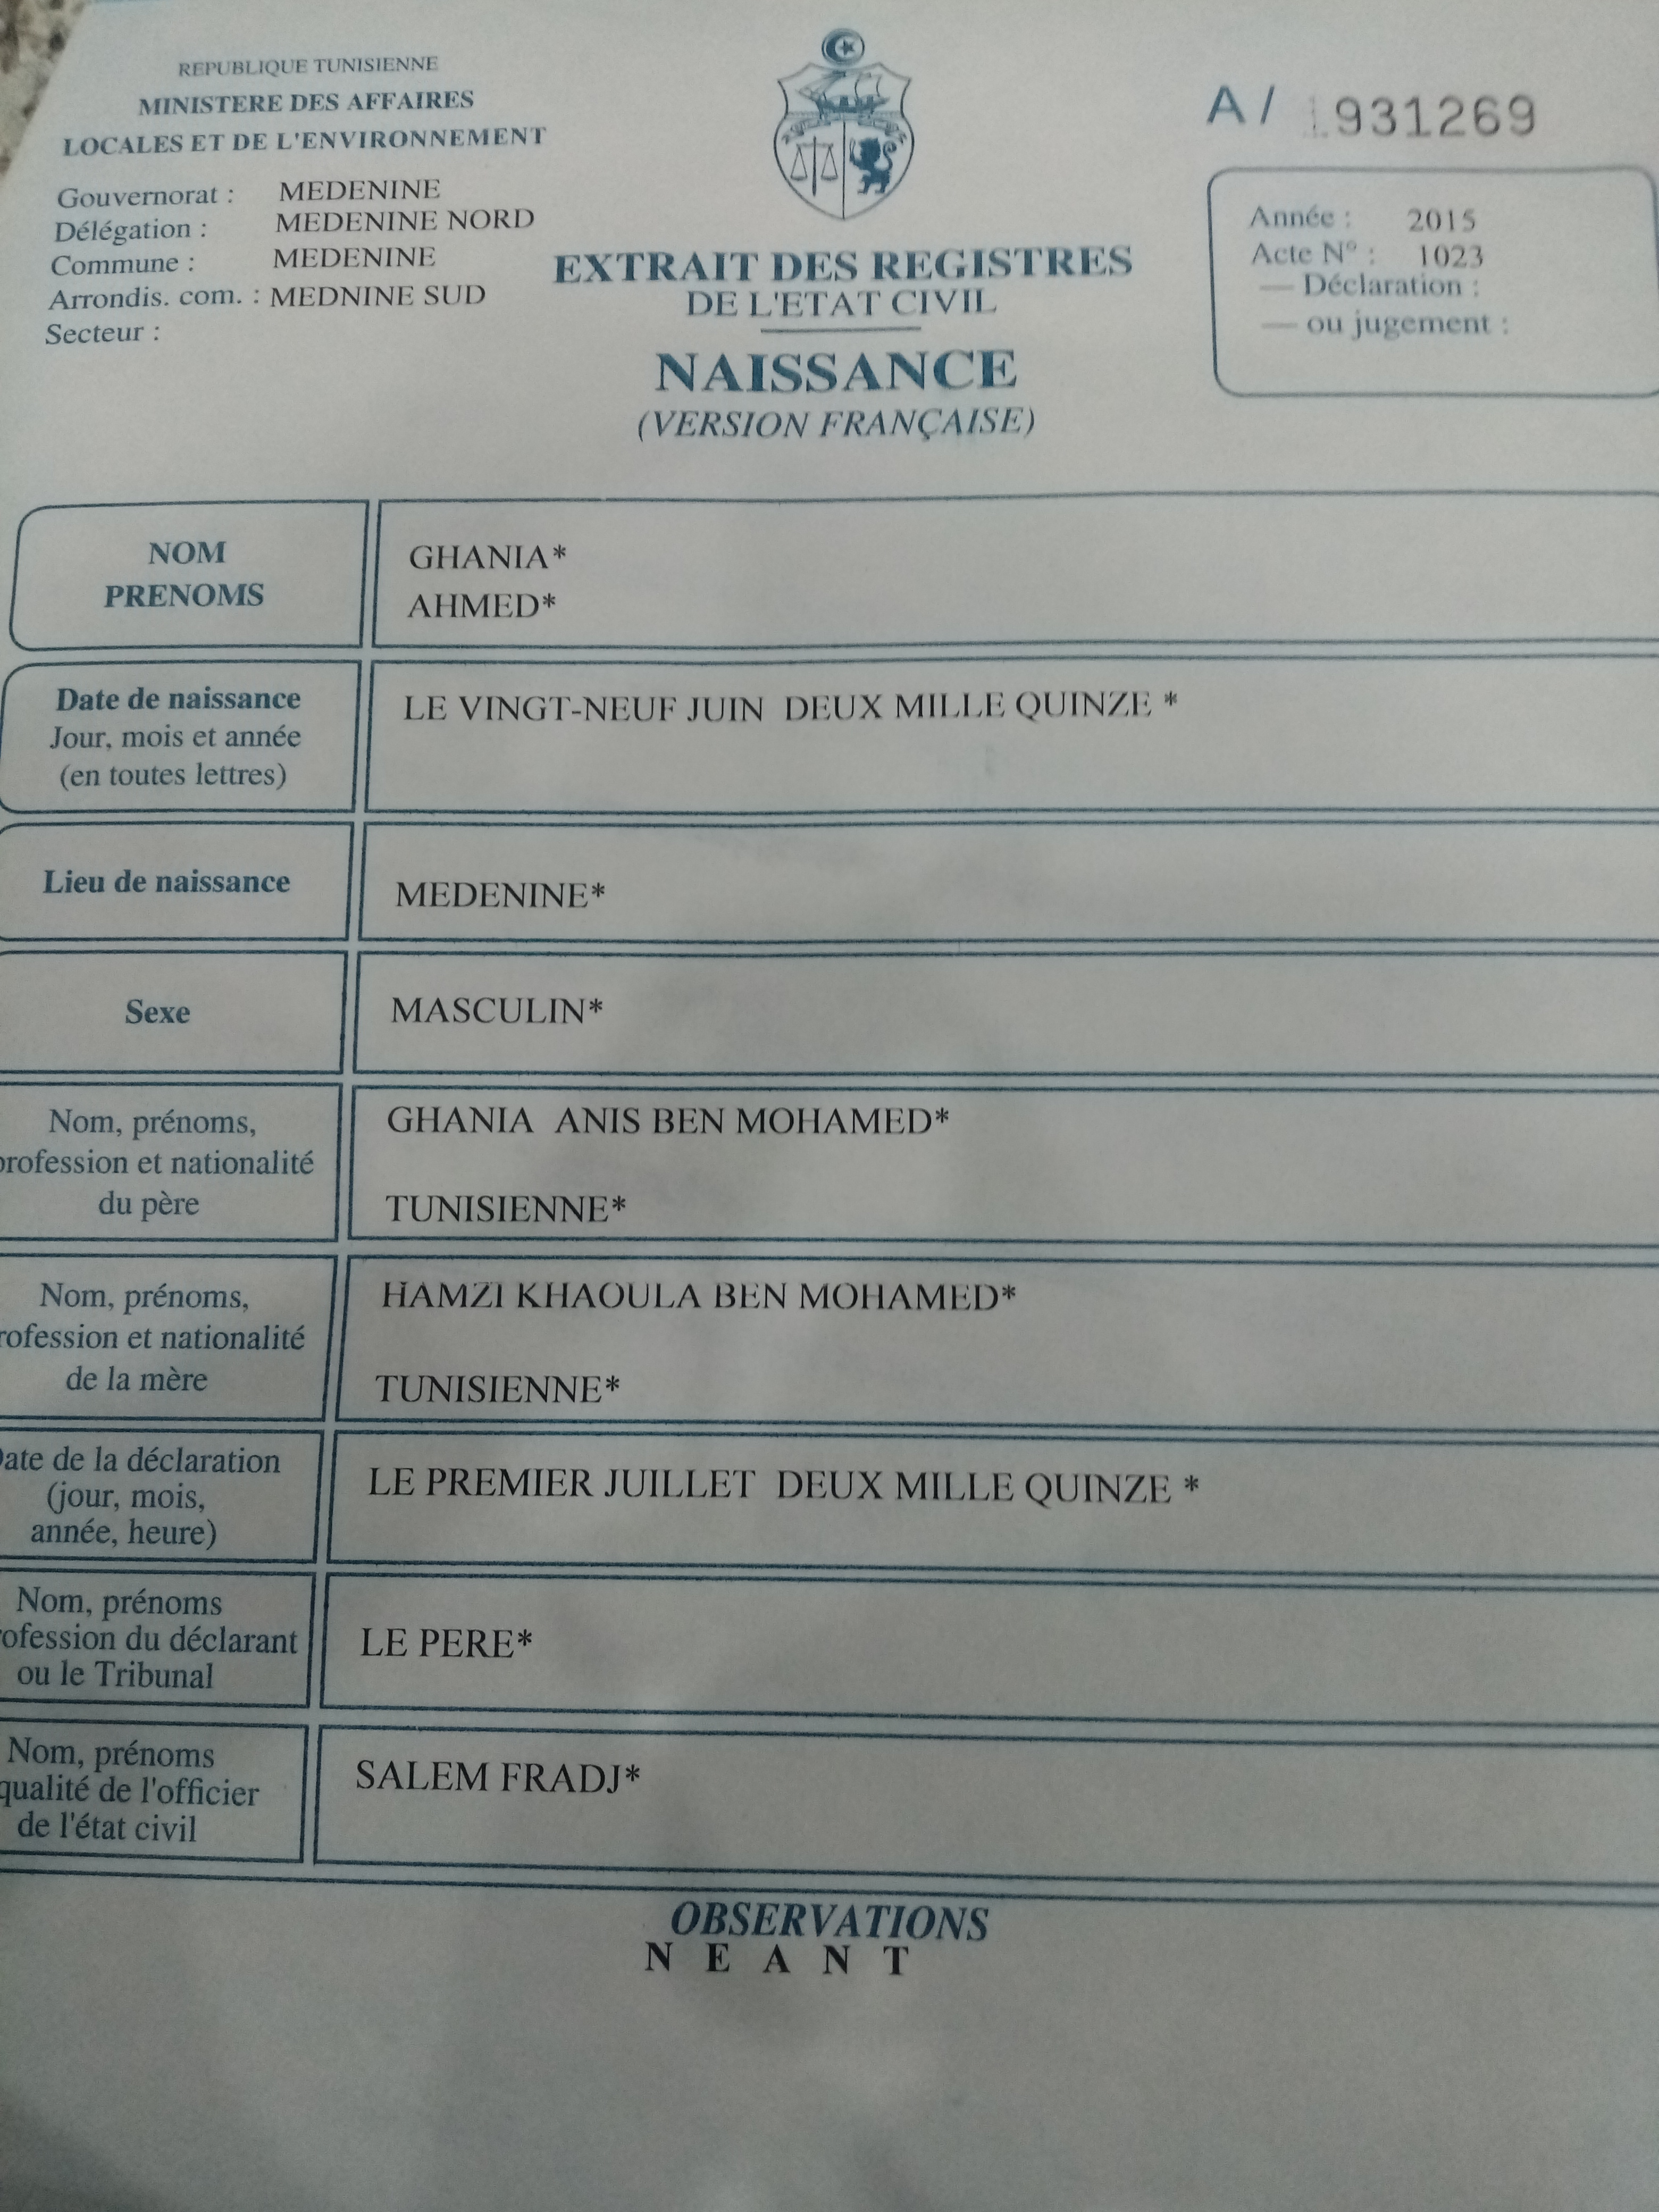 REPUBLIQUE TUNISIENNE
MINISTERE DES AFFAIRES
LOCALES ET DE L'ENVIRONNEMENT
Gouvernorat : MEDENINE
Délégation : MEDENINE NORD
Commune : MEDENINE
Arrondis. com. : MEDNINE SUD
Secteur :
EXTRAIT DES REGISTRES
DE L'ETAT CIVIL
NAISSANCE
(VERSION FRANÇAISE)
A / 1931269
Année : 2015
Acte N° : 1023
— Déclaration :
— ou jugement :
NOM
PRENOMS
GHANIA*
AHMED*
Date de naissance
Jour, mois et année
(en toutes lettres)
LE VINGT-NEUF JUIN DEUX MILLE QUINZE *
Lieu de naissance
MEDENINE*
Sexe
MASCULIN*
Nom, prénoms,
profession et nationalité
du père
GHANIA ANIS BEN MOHAMED*
TUNISIENNE*
Nom, prénoms,
rofession et nationalité
de la mère
HAMZI KHAOULA BEN MOHAMED*
TUNISIENNE*
Date de la déclaration
(jour, mois,
année, heure)
LE PREMIER JUILLET DEUX MILLE QUINZE *
Nom, prénoms
ofession du déclarant
ou le Tribunal
LE PERE*
Nom, prénoms
qualité de l'officier
de l'état civil
SALEM FRADJ*
OBSERVATIONS
N E A N T